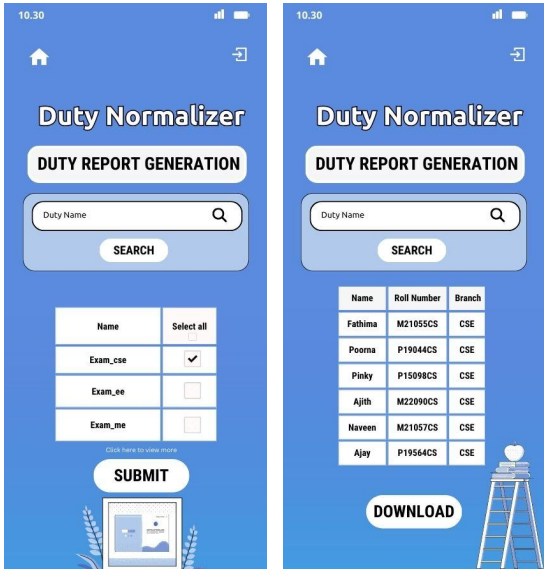 10.30
Duty Normalizer
DUTY REPORT GENERATION
Duty Name
SEARCH
Name Select all
Exam_cse
Exam_ee
Exam_me
Click here to view more
SUBMIT
10.30
Duty Normalizer
DUTY REPORT GENERATION
Duty Name
SEARCH
Name Roll Number Branch
Fathima M21055CS CSE
Poorna P19044CS CSE
Pinky P15098CS CSE
Ajith M22090CS CSE
Naveen M21057CS CSE
Ajay P19564CS CSE
DOWNLOAD